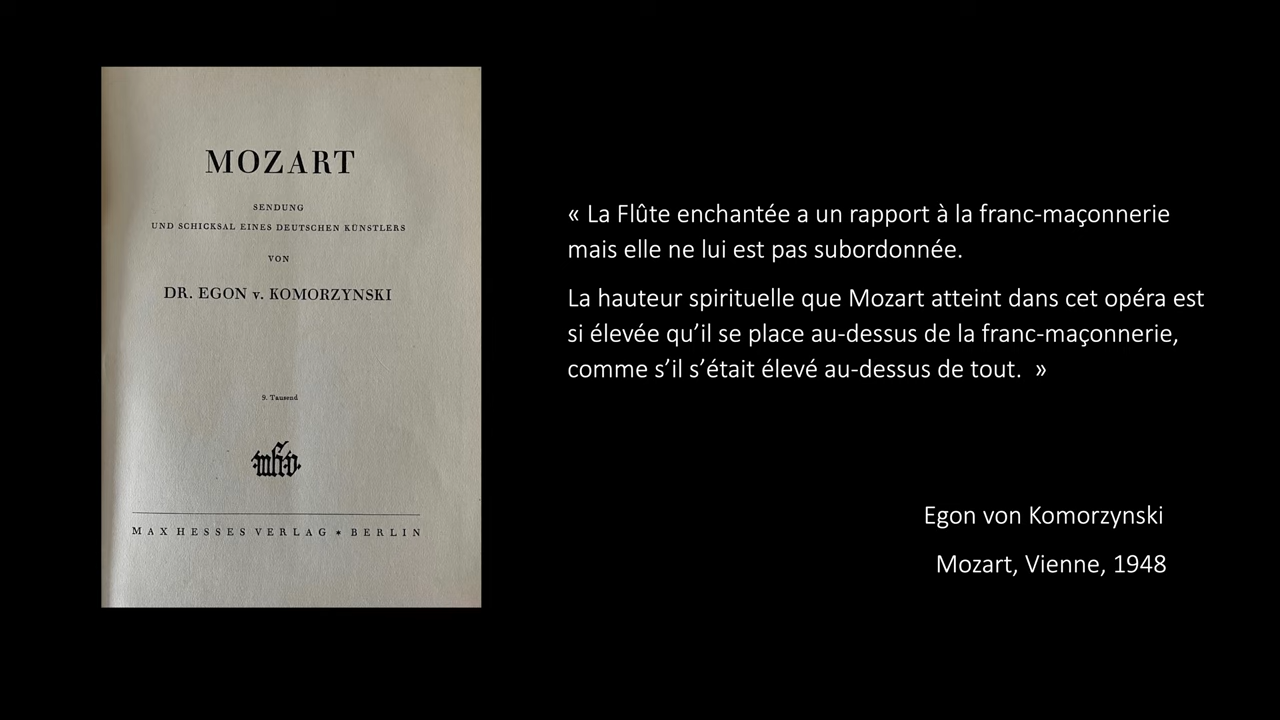 MOZART
SENDUNG
UND SCHICKSAL EINES DEUTSCHEN KÜNSTLERS
VON
DR. EGON v. KOMORZYNSKI
9. Tausend
mhv
MAX HESSES VERLAG * BERLIN
« La Flûte enchantée a un rapport à la franc-maçonnerie
mais elle ne lui est pas subordonnée.
La hauteur spirituelle que Mozart atteint dans cet opéra est
si élevée qu’il se place au-dessus de la franc-maçonnerie,
comme s’il s’était élevé au-dessus de tout. »
Egon von Komorzynski
Mozart, Vienne, 1948